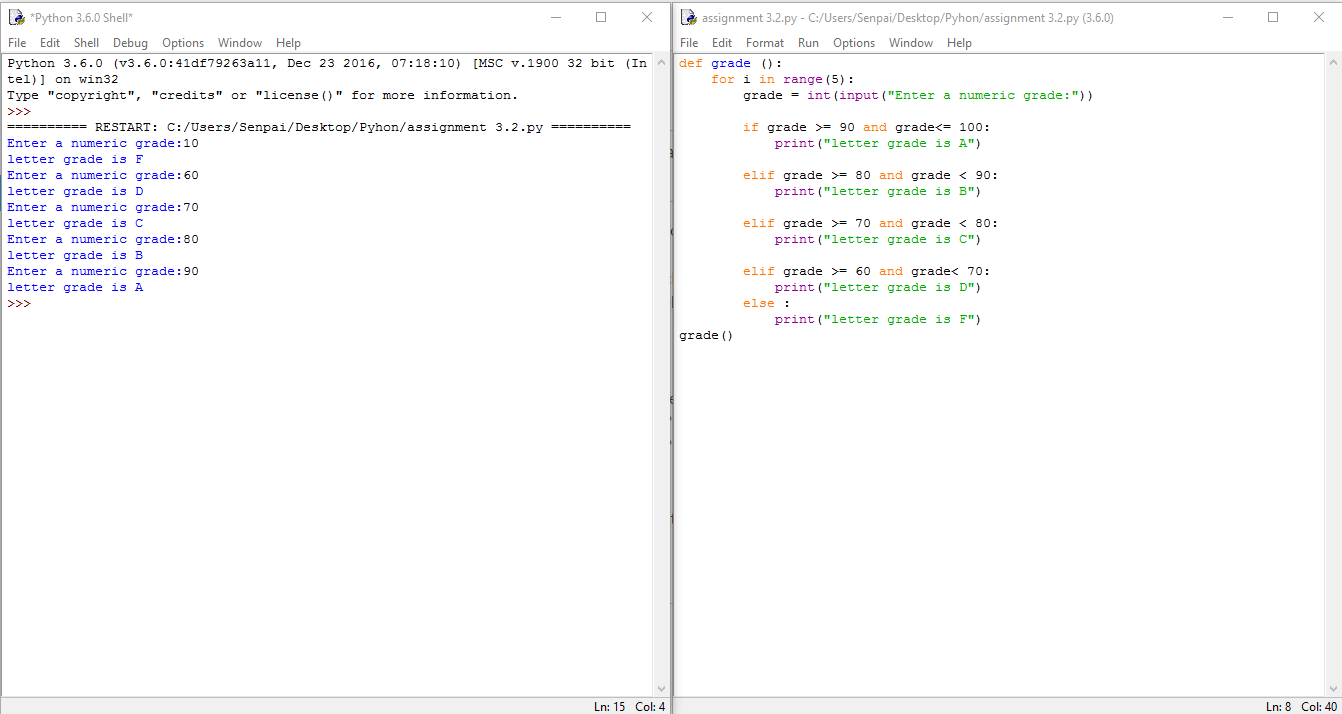 *Python 3.6.0 Shell*
File Edit Shell Debug Options Window Help
Python 3.6.0 (v3.6.0:41df79263a11, Dec 23 2016, 07:18:10) [MSC v.1900 32 bit (In
tel)] on win32
Type "copyright", "credits" or "license()" for more information.
>>>
========== RESTART: C:/Users/Senpai/Desktop/Pyhon/assignment 3.2.py ==========
Enter a numeric grade:10
letter grade is F
Enter a numeric grade:60
letter grade is D
Enter a numeric grade:70
letter grade is C
Enter a numeric grade:80
letter grade is B
Enter a numeric grade:90
letter grade is A
>>>
Ln: 15 Col: 4
assignment 3.2.py - C:/Users/Senpai/Desktop/Pyhon/assignment 3.2.py (3.6.0)
File Edit Format Run Options Window Help
def grade ():
    for i in range(5):
        grade = int(input("Enter a numeric grade:"))
        if grade >= 90 and grade<= 100:
            print("letter grade is A")
        elif grade >= 80 and grade < 90:
            print("letter grade is B")
        elif grade >= 70 and grade < 80:
            print("letter grade is C")
        elif grade >= 60 and grade< 70:
            print("letter grade is D")
        else :
            print("letter grade is F")
grade()
Ln: 8 Col: 40